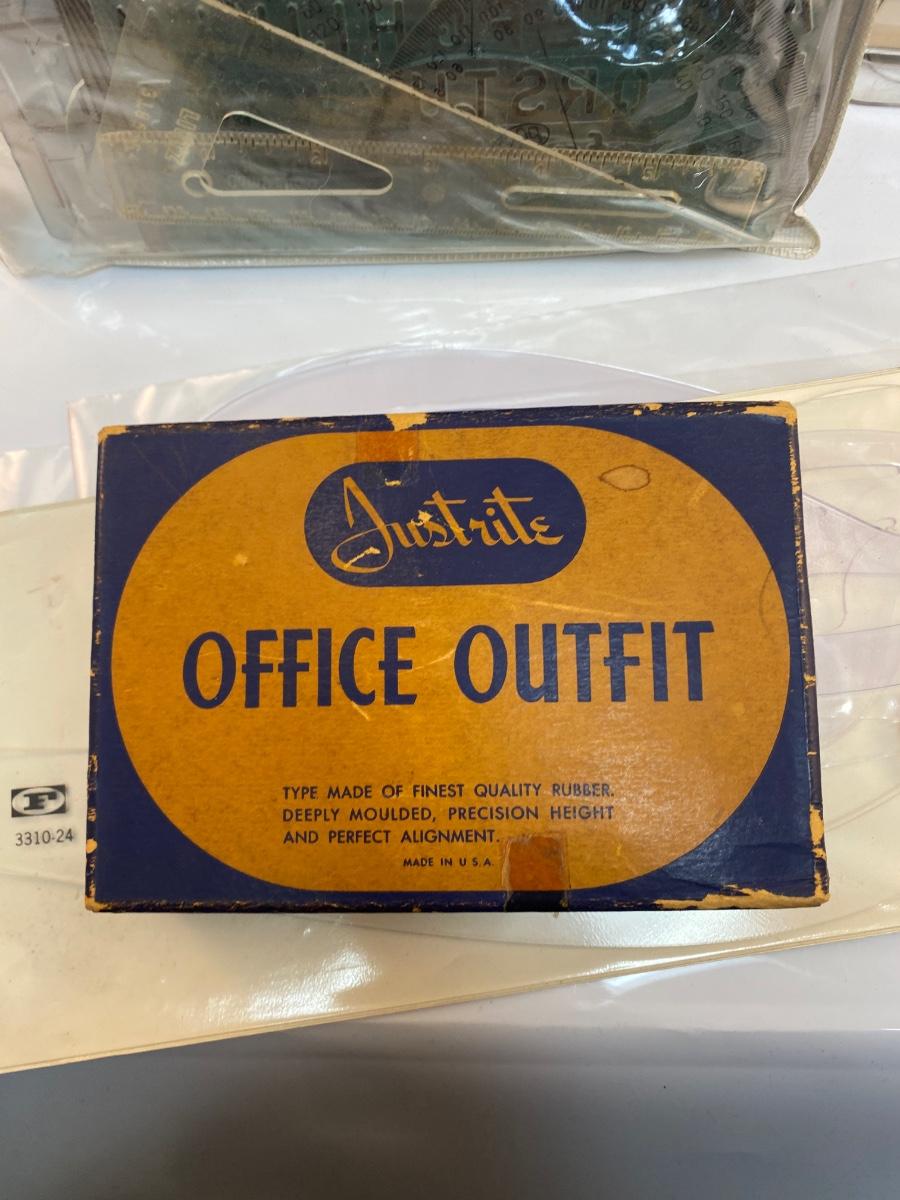 QRST
Justrite
OFFICE OUTFIT
TYPE MADE OF FINEST QUALITY RUBBER.
DEEPLY MOULDED, PRECISION HEIGHT
AND PERFECT ALIGNMENT.
MADE IN U.S.A.
F
3310-24